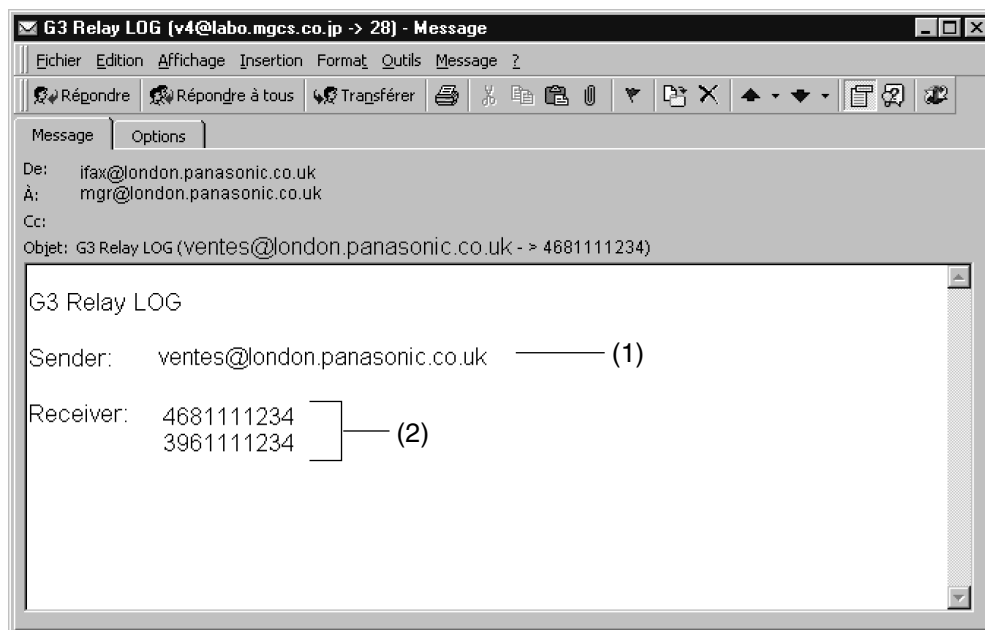 G3 Relay LOG (v4@labo.mgcs.co.jp -> 28) - Message
Fichier Edition Affichage Insertion Format Outils Message ?
Répondre Répondre à tous Transférer
Message Options
De: ifax@london.panasonic.co.uk
À: mgr@london.panasonic.co.uk
Cc:
Objet: G3 Relay LOG (ventes@london.panasonic.co.uk - > 4681111234)
G3 Relay LOG
Sender: ventes@london.panasonic.co.uk (1)
Receiver: 4681111234
3961111234 (2)